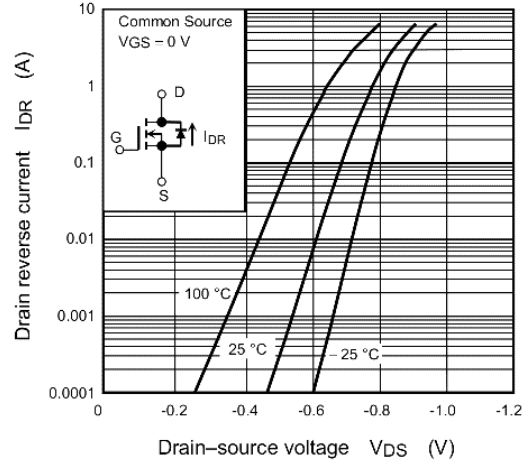 Common Source
VGS = 0 V
D
G
IDR
S
10
1
0.1
0.01
0.001
0.0001
Drain reverse current IDR (A)
100 °C
25 °C
– 25 °C
0
-0.2
-0.4
-0.6
-0.8
-1.0
-1.2
Drain–source voltage VDS (V)